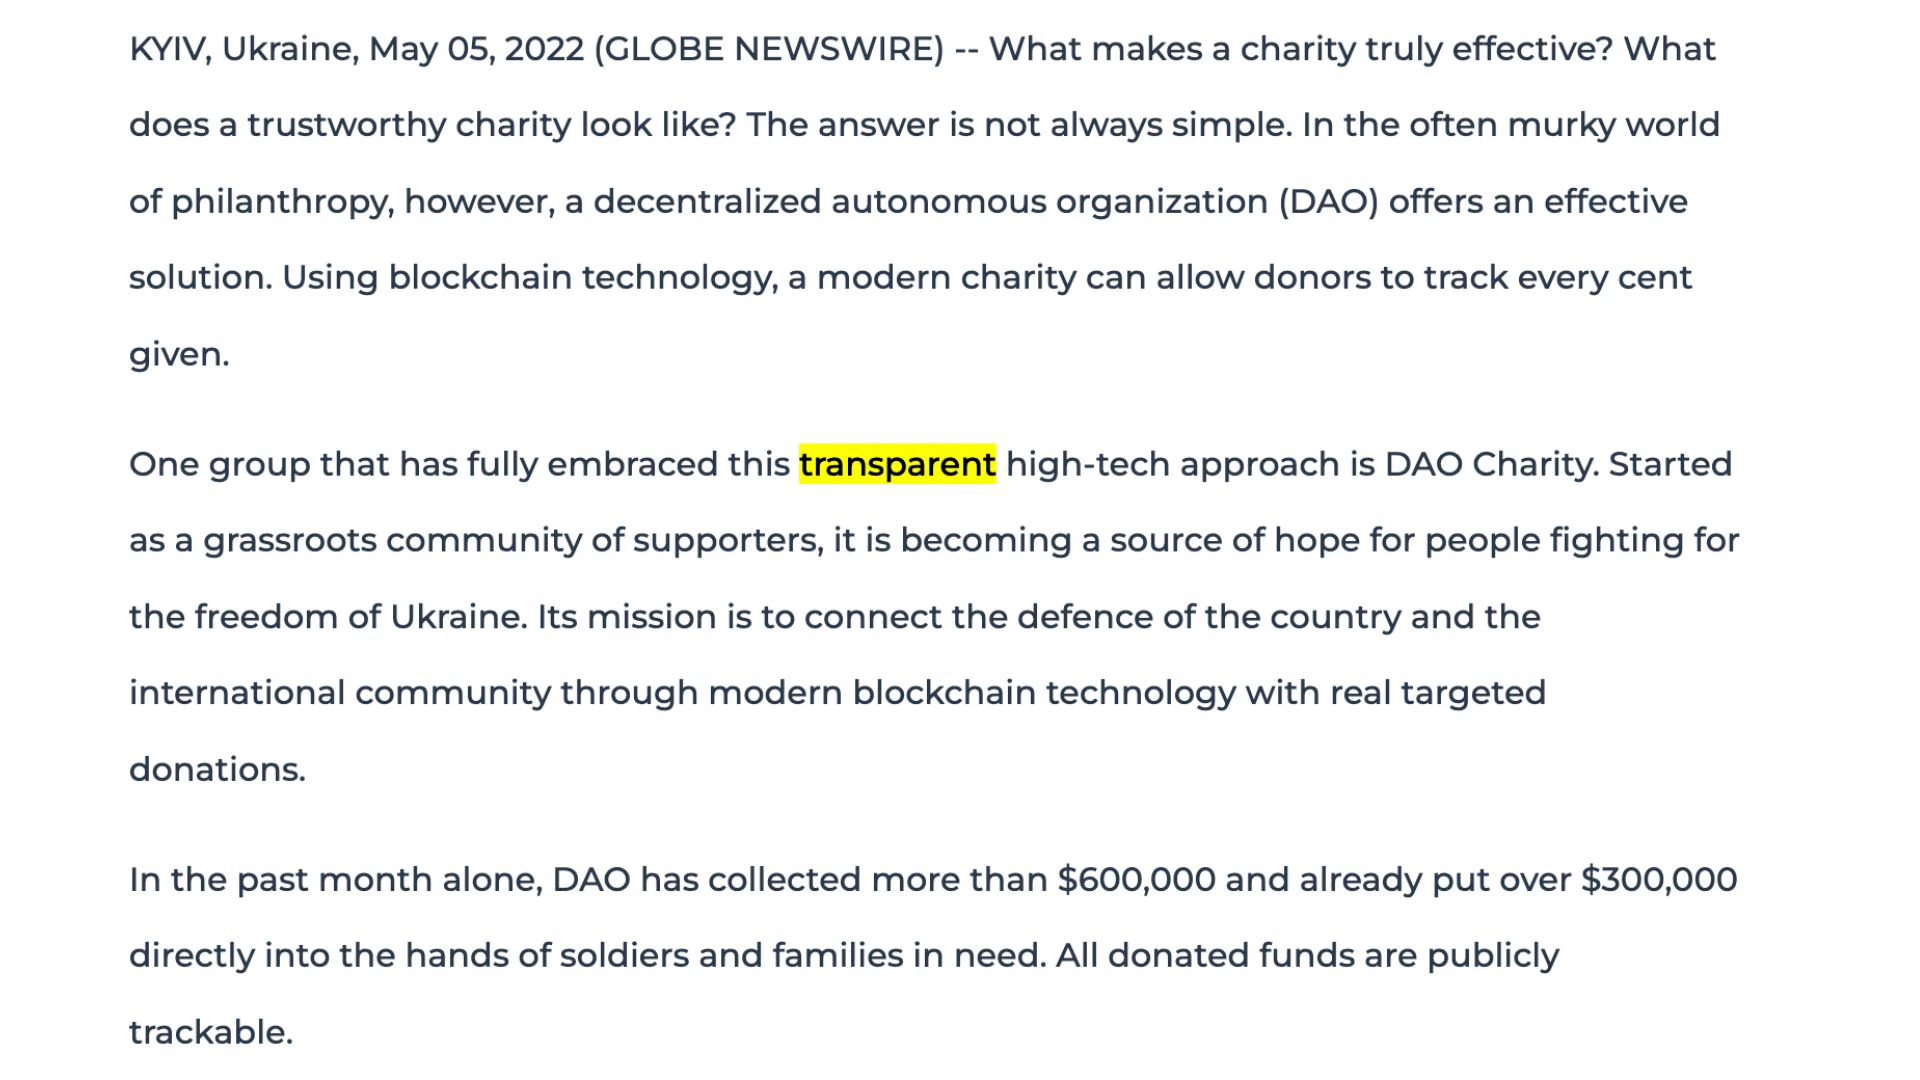 KYIV, Ukraine, May 05, 2022 (GLOBE NEWSWIRE) -- What makes a charity truly effective? What
does a trustworthy charity look like? The answer is not always simple. In the often murky world
of philanthropy, however, a decentralized autonomous organization (DAO) offers an effective
solution. Using blockchain technology, a modern charity can allow donors to track every cent
given.
One group that has fully embraced this transparent high-tech approach is DAO Charity. Started
as a grassroots community of supporters, it is becoming a source of hope for people fighting for
the freedom of Ukraine. Its mission is to connect the defence of the country and the
international community through modern blockchain technology with real targeted
donations.
In the past month alone, DAO has collected more than $600,000 and already put over $300,000
directly into the hands of soldiers and families in need. All donated funds are publicly
trackable.